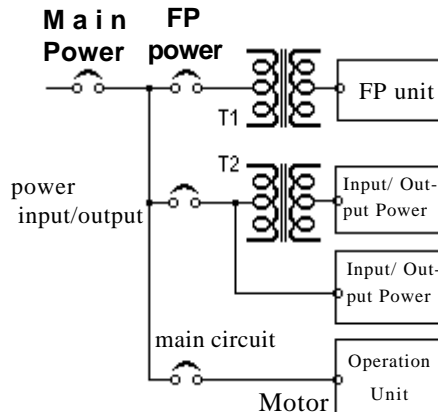 Main
Power
FP
power
T1
FP unit
T2
power
input/output
Input/ Out-
put Power
Input/ Out-
put Power
main circuit
Operation
Unit
Motor